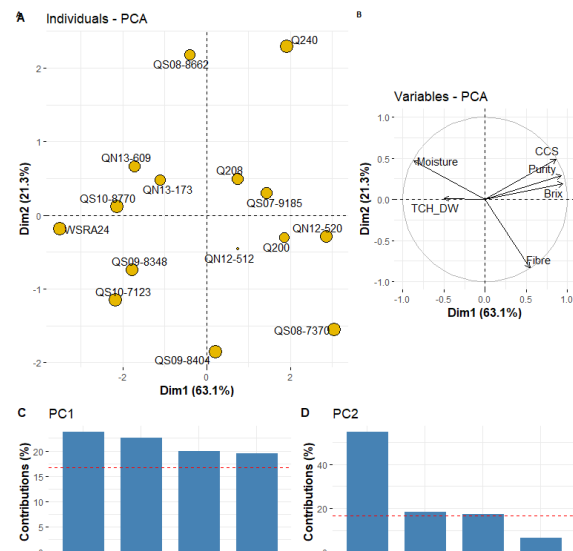 A Individuals - PCA
Q240
QS08-8662
2
QN13-609
Q208
1
QN13-173
QS07-9185
QS10-8770
0
WSRA24
QN12-520
Q200
QN12-512
QS09-8348
-1
QS10-7123
QS08-7370
QS09-8404
-2
-2 0 2
Dim1 (63.1%)
Dim2 (21.3%)
B
Variables - PCA
1.0
CCS
0.5
Moisture
Purity
Brix
0.0
TCH_DW
-0.5
Fibre
-1.0
-1.0 -0.5 0.0 0.5 1.0
Dim1 (63.1%)
Dim2 (21.3%)
C PC1
20
15
10
5
0
Contributions (%)
D PC2
40
20
0
Contributions (%)